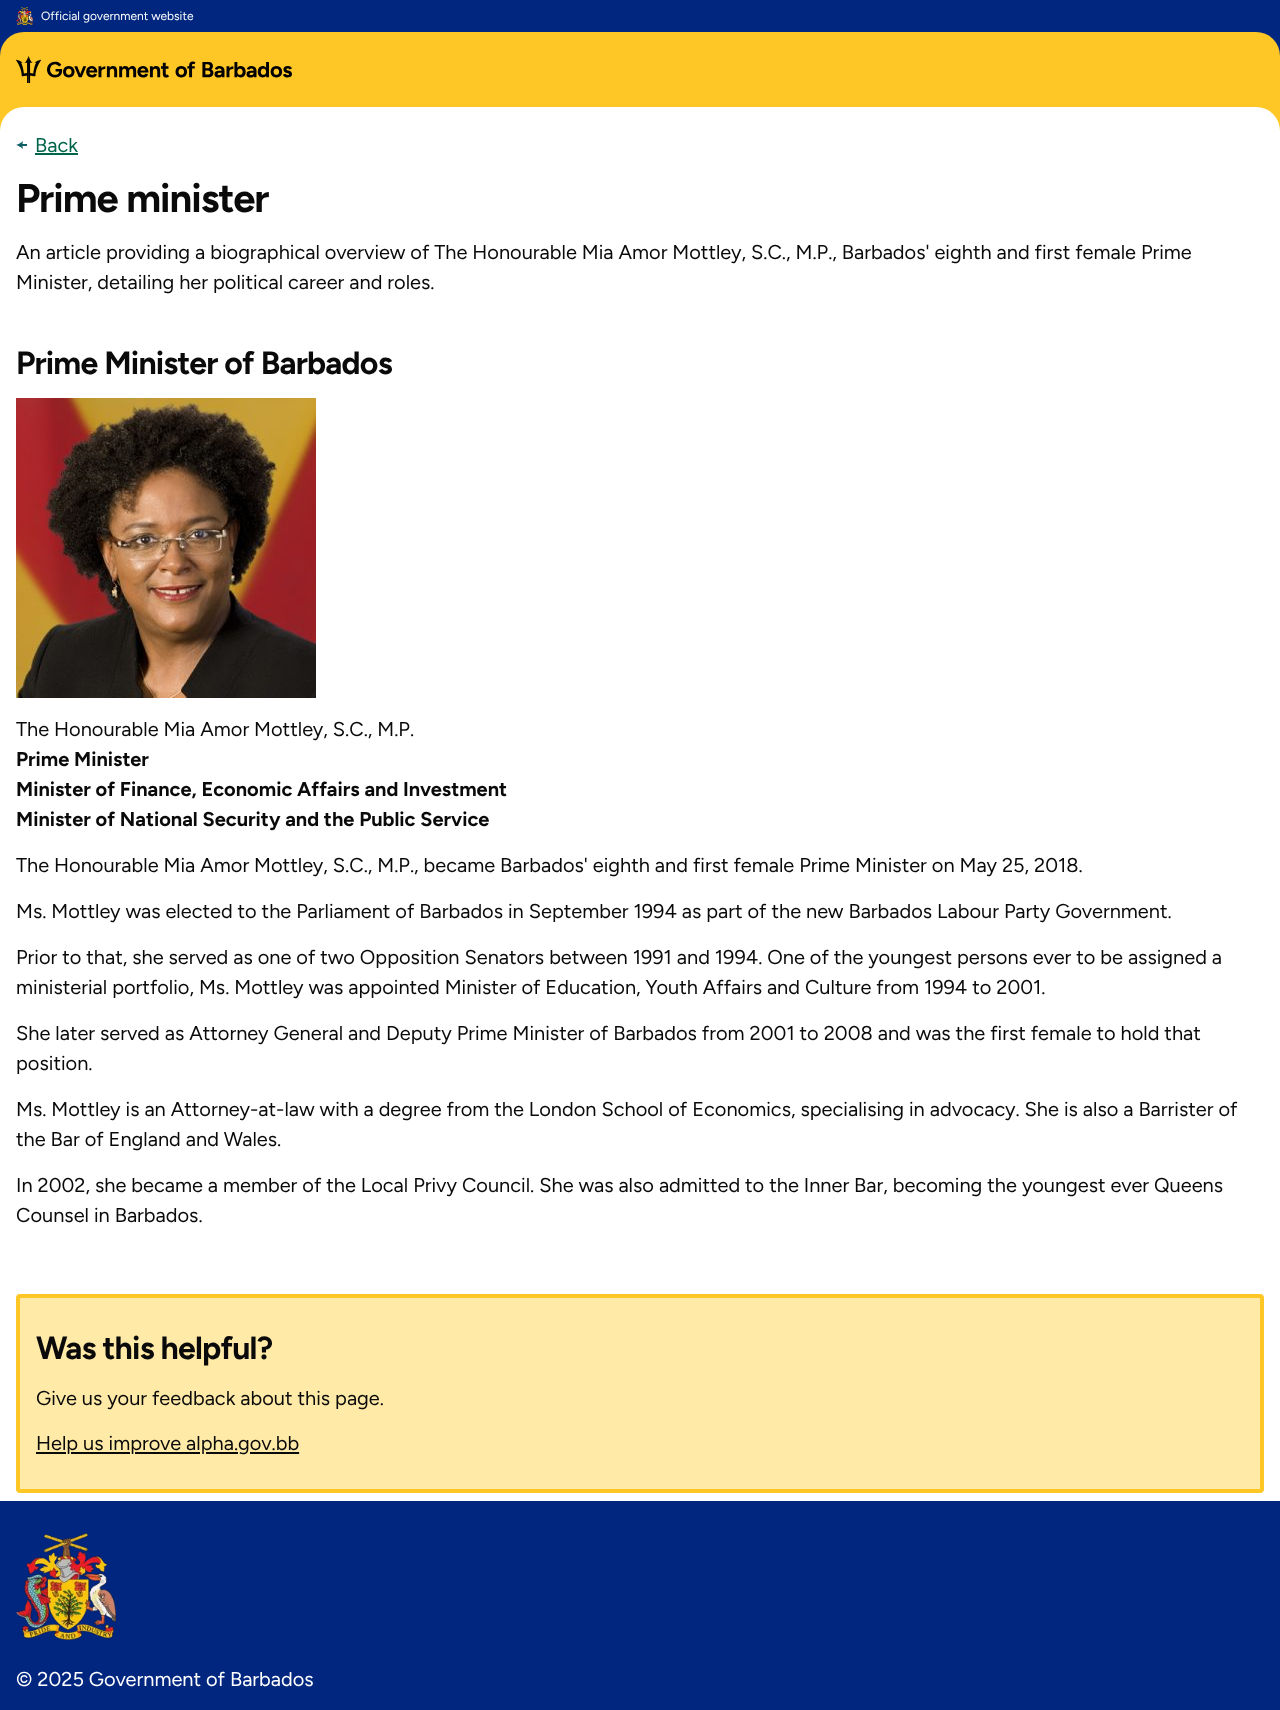 Official government website
Government of Barbados
Back
Prime minister
An article providing a biographical overview of The Honourable Mia Amor Mottley, S.C., M.P., Barbados' eighth and first female Prime
Minister, detailing her political career and roles.
Prime Minister of Barbados
The Honourable Mia Amor Mottley, S.C., M.P.
Prime Minister
Minister of Finance, Economic Affairs and Investment
Minister of National Security and the Public Service
The Honourable Mia Amor Mottley, S.C., M.P., became Barbados' eighth and first female Prime Minister on May 25, 2018.
Ms. Mottley was elected to the Parliament of Barbados in September 1994 as part of the new Barbados Labour Party Government.
Prior to that, she served as one of two Opposition Senators between 1991 and 1994. One of the youngest persons ever to be assigned a
ministerial portfolio, Ms. Mottley was appointed Minister of Education, Youth Affairs and Culture from 1994 to 2001.
She later served as Attorney General and Deputy Prime Minister of Barbados from 2001 to 2008 and was the first female to hold that
position.
Ms. Mottley is an Attorney-at-law with a degree from the London School of Economics, specialising in advocacy. She is also a Barrister of
the Bar of England and Wales.
In 2002, she became a member of the Local Privy Council. She was also admitted to the Inner Bar, becoming the youngest ever Queens
Counsel in Barbados.
Was this helpful?
Give us your feedback about this page.
Help us improve alpha.gov.bb
PRIDE AND INDUSTRY
© 2025 Government of Barbados